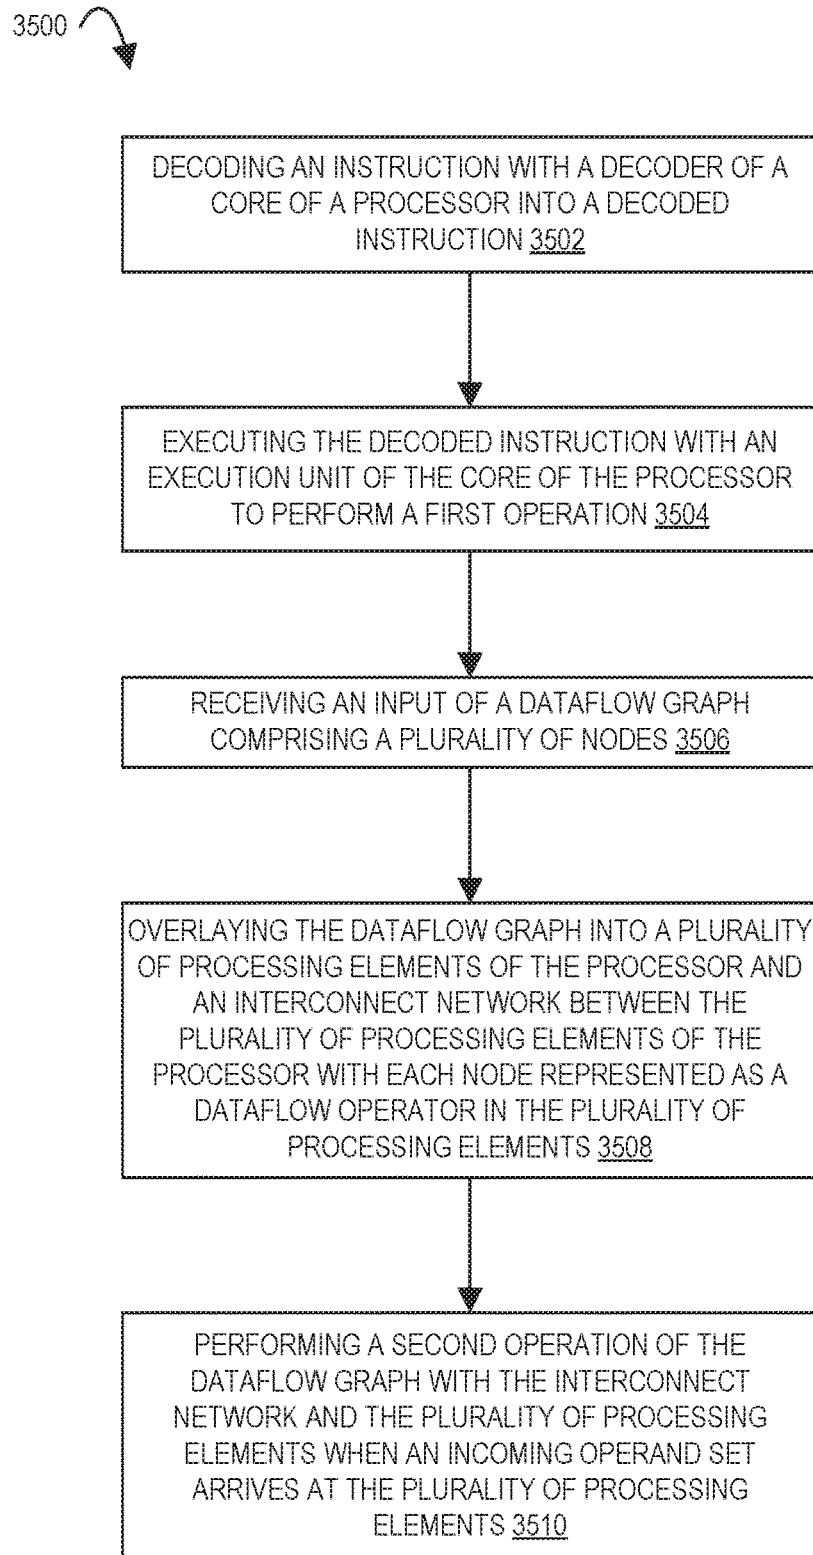 3500
DECODING AN INSTRUCTION WITH A DECODER OF A
CORE OF A PROCESSOR INTO A DECODED
INSTRUCTION 3502
EXECUTING THE DECODED INSTRUCTION WITH AN
EXECUTION UNIT OF THE CORE OF THE PROCESSOR
TO PERFORM A FIRST OPERATION 3504
RECEIVING AN INPUT OF A DATAFLOW GRAPH
COMPRISING A PLURALITY OF NODES 3506
OVERLAYING THE DATAFLOW GRAPH INTO A PLURALITY
OF PROCESSING ELEMENTS OF THE PROCESSOR AND
AN INTERCONNECT NETWORK BETWEEN THE
PLURALITY OF PROCESSING ELEMENTS OF THE
PROCESSOR WITH EACH NODE REPRESENTED AS A
DATAFLOW OPERATOR IN THE PLURALITY OF
PROCESSING ELEMENTS 3508
PERFORMING A SECOND OPERATION OF THE
DATAFLOW GRAPH WITH THE INTERCONNECT
NETWORK AND THE PLURALITY OF PROCESSING
ELEMENTS WHEN AN INCOMING OPERAND SET
ARRIVES AT THE PLURALITY OF PROCESSING
ELEMENTS 3510